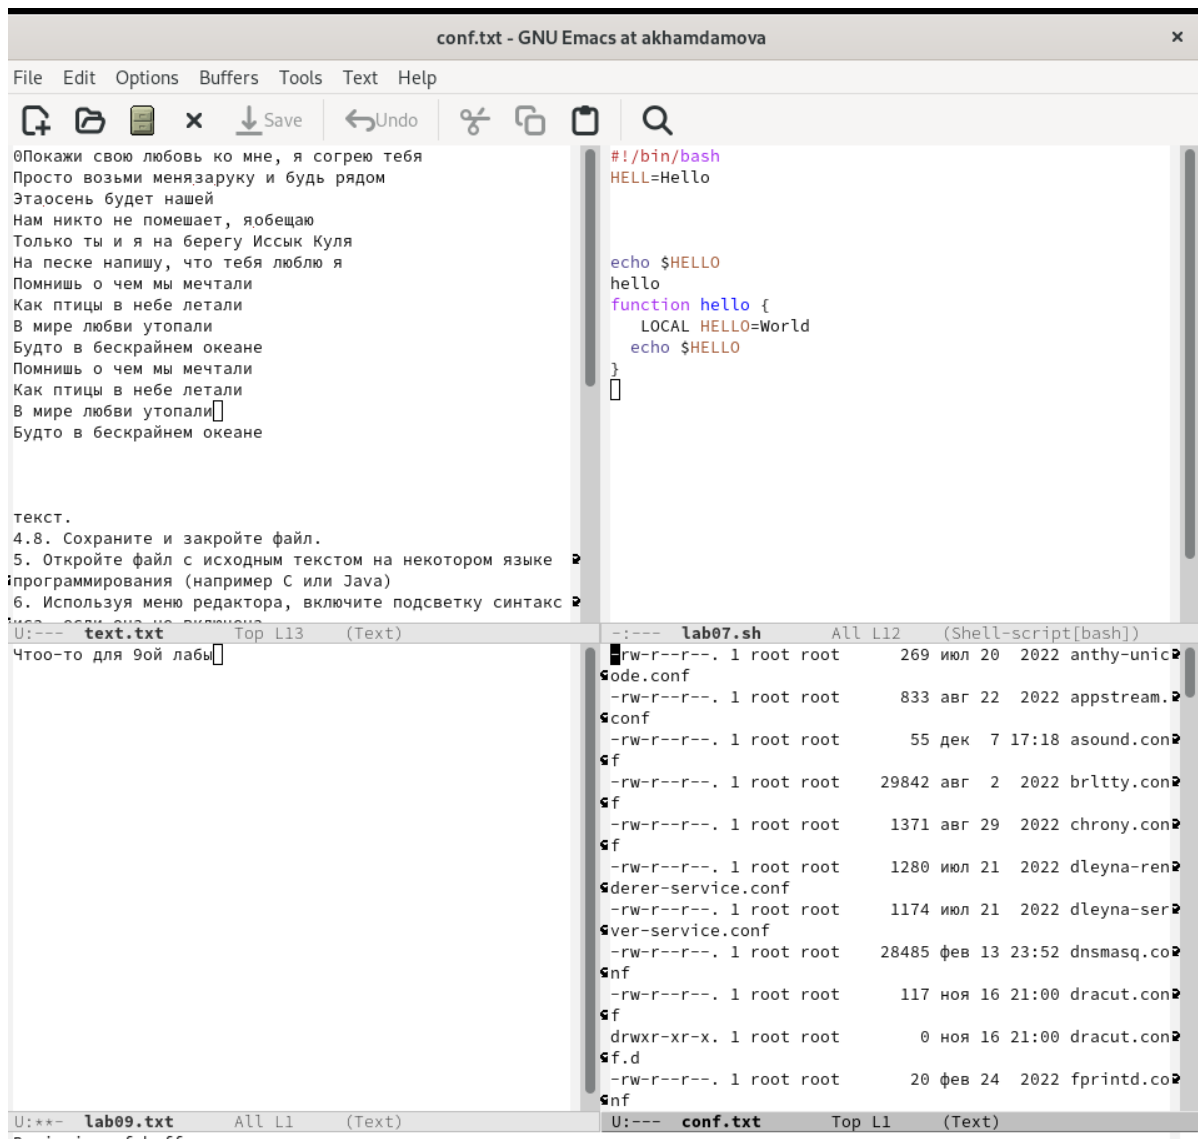 conf.txt - GNU Emacs at akhamdamova
File Edit Options Buffers Tools Text Help
Save Undo
0Покажи свою любовь ко мне, я согрею тебя
Просто возьми менязаруку и будь рядом
Этаосень будет нашей
Нам никто не помешает, яобещаю
Только ты и я на берегу Иссык Куля
На песке напишу, что тебя люблю я
Помнишь о чем мы мечтали
Как птицы в небе летали
В мире любви утопали
Будто в бескрайнем океане
Помнишь о чем мы мечтали
Как птицы в небе летали
В мире любви утопали
Будто в бескрайнем океане
текст.
4.8. Сохраните и закройте файл.
5. Откройте файл с исходным текстом на некотором языке
программирования (например C или Java)
6. Используя меню редактора, включите подсветку синтакс
иса, если она не включена
U:--- text.txt Top L13 (Text)
#!/bin/bash
HELL=Hello
echo $HELLO
hello
function hello {
LOCAL HELLO=World
echo $HELLO
}
-:--- lab07.sh All L12 (Shell-script[bash])
Чтоо-то для 9ой лабы
U:**- lab09.txt All L1 (Text)
-rw-r--r--. 1 root root 269 июл 20 2022 anthy-unic
ode.conf
-rw-r--r--. 1 root root 833 авг 22 2022 appstream.
conf
-rw-r--r--. 1 root root 55 дек 7 17:18 asound.con
f
-rw-r--r--. 1 root root 29842 авг 2 2022 brltty.con
f
-rw-r--r--. 1 root root 1371 авг 29 2022 chrony.con
f
-rw-r--r--. 1 root root 1280 июл 21 2022 dleyna-ren
derer-service.conf
-rw-r--r--. 1 root root 1174 июл 21 2022 dleyna-ser
ver-service.conf
-rw-r--r--. 1 root root 28485 фев 13 23:52 dnsmasq.co
nf
-rw-r--r--. 1 root root 117 ноя 16 21:00 dracut.con
f
drwxr-xr-x. 1 root root 0 ноя 16 21:00 dracut.con
f.d
-rw-r--r--. 1 root root 20 фев 24 2022 fprintd.co
nf
U:--- conf.txt Top L1 (Text)